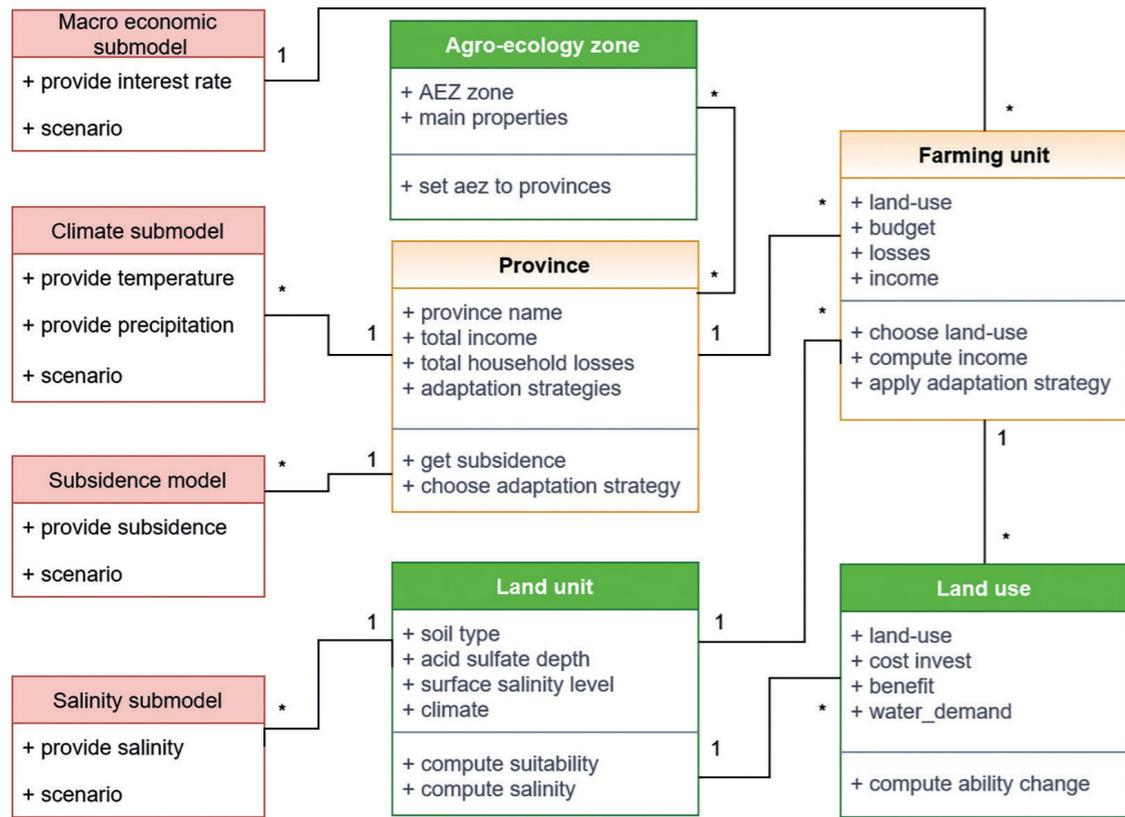 Macro economic
submodel
+ provide interest rate
+ scenario
1
*
Agro-ecology zone
+ AEZ zone
+ main properties
+ set aez to provinces
*
*
Farming unit
+ land-use
+ budget
+ losses
+ income
+ choose land-use
+ compute income
+ apply adaptation strategy
*
*
1
*
Climate submodel
+ provide temperature
+ provide precipitation
+ scenario
*
1
Province
+ province name
+ total income
+ total household losses
+ adaptation strategies
+ get subsidence
+ choose adaptation strategy
1
1
Subsidence model
+ provide subsidence
+ scenario
*
Land unit
+ soil type
+ acid sulfate depth
+ surface salinity level
+ climate
+ compute suitability
+ compute salinity
1
1
1
Land use
+ land-use
+ cost invest
+ benefit
+ water_demand
+ compute ability change
*
Salinity submodel
+ provide salinity
+ scenario
*